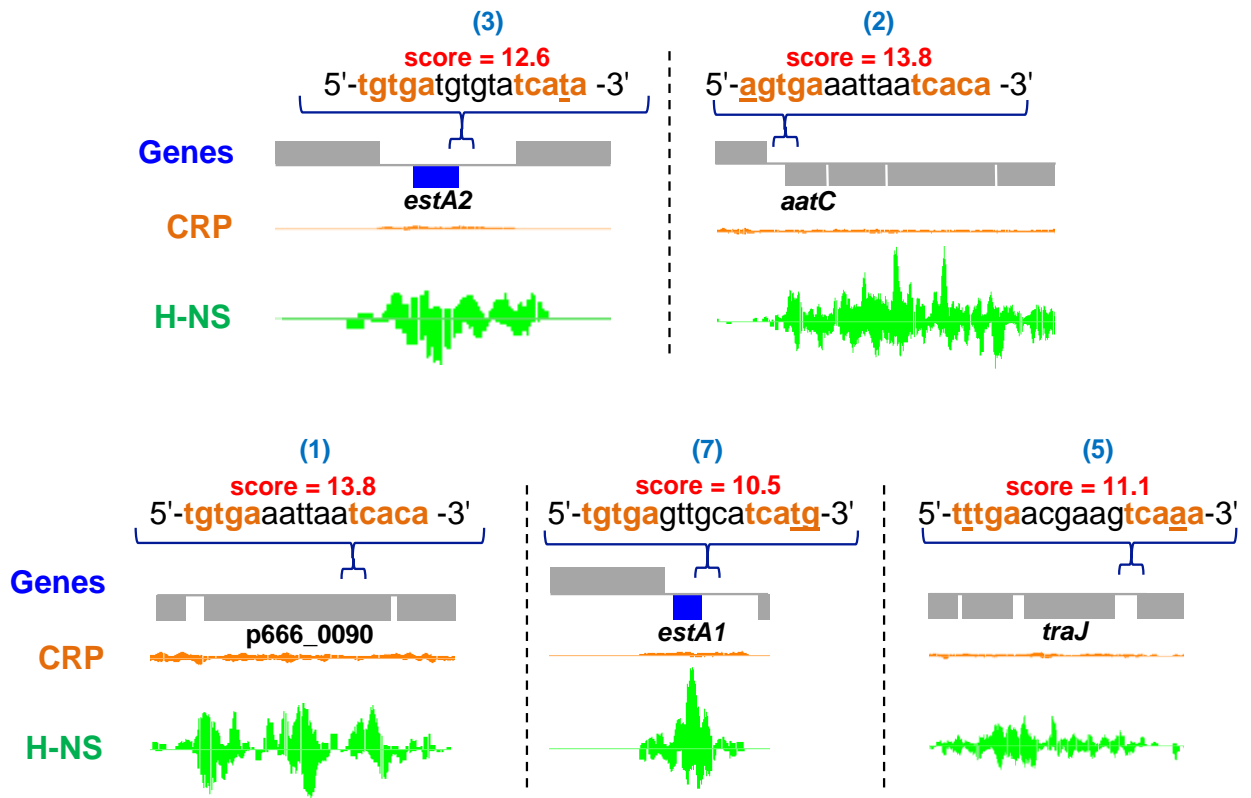 (3) (2)
score = 12.6 score = 13.8
5'-tgtgatgtgtatcata -3' 5'-agtgaaattaatcaca -3'
Genes
estA2 aatC
CRP
H-NS
(1) (7) (5)
score = 13.8 score = 10.5 score = 11.1
5'-tgtgaaattaatcaca -3' 5'-tgtgagttgcatcatg-3' 5'-tttgaacgaagtcaaa-3'
Genes
p666_0090 estA1 traJ
CRP
H-NS